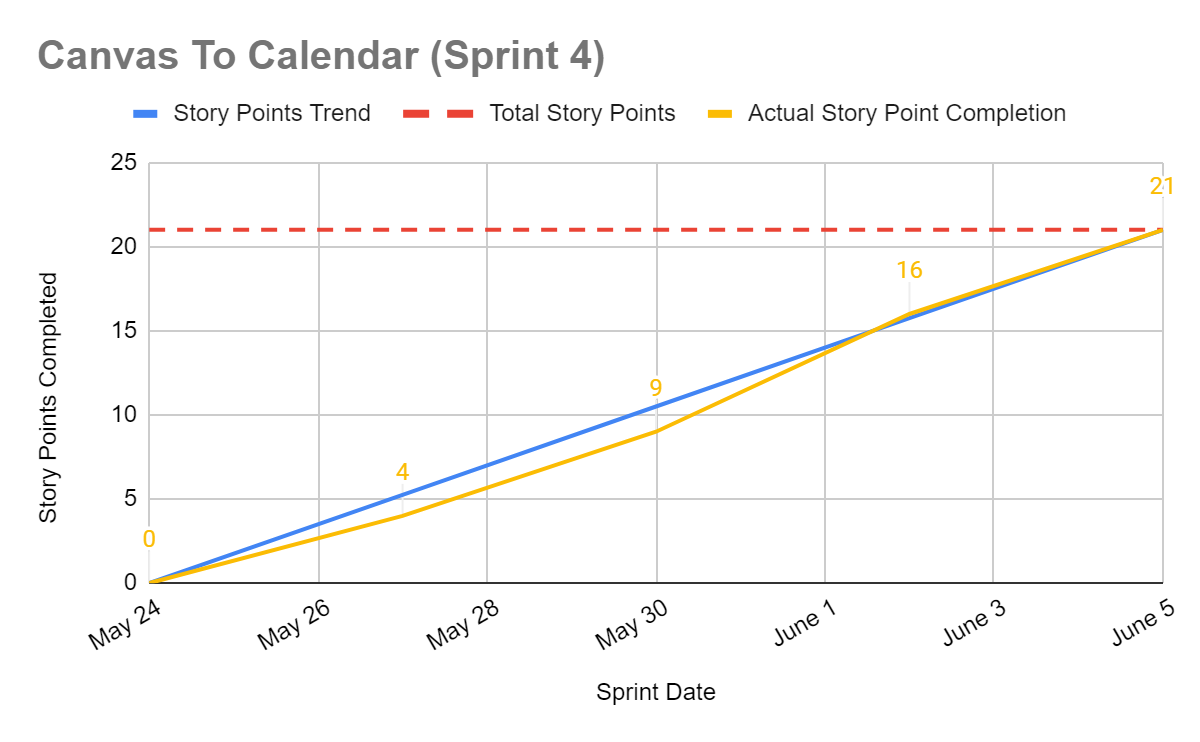 Canvas To Calendar (Sprint 4)
Story Points Trend Total Story Points Actual Story Point Completion
25
20
15
10
5
0
Story Points Completed
0
4
9
16
21
May 24 May 26 May 28 May 30 June 1 June 3 June 5
Sprint Date